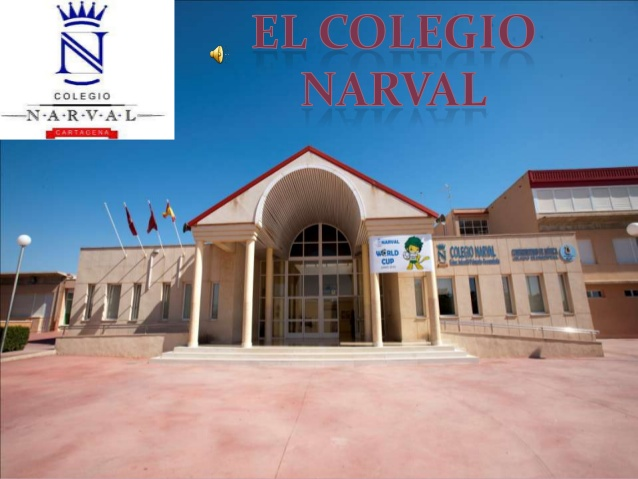 N
COLEGIO
N·A·R·V·A·L
CARTAGENA
EL COLEGIO
NARVAL
NARVAL
WORLD
CUP
COLEGIO NARVAL